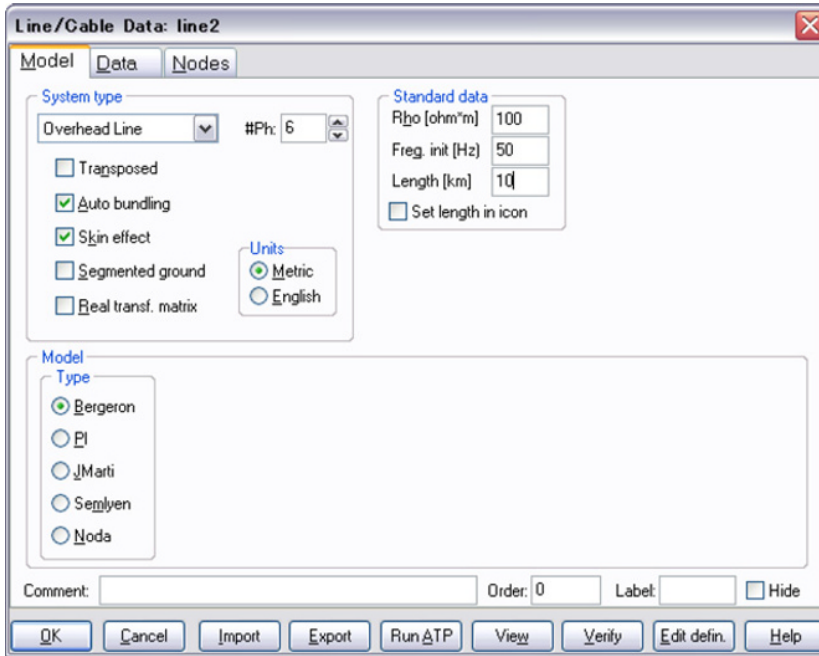 Line/Cable Data: line2
Model Data Nodes
System type
Overhead Line #Ph: 6
Transposed
Auto bundling
Skin effect
Segmented ground
Real transf. matrix
Units
Metric
English
Standard data
Rho [ohm*m] 100
Freq. init [Hz] 50
Length [km] 10
Set length in icon
Model
Type
Bergeron
PI
JMarti
Semlyen
Noda
Comment: Order: 0 Label: Hide
OK Cancel Import Export Run ATP View Verify Edit defin. Help